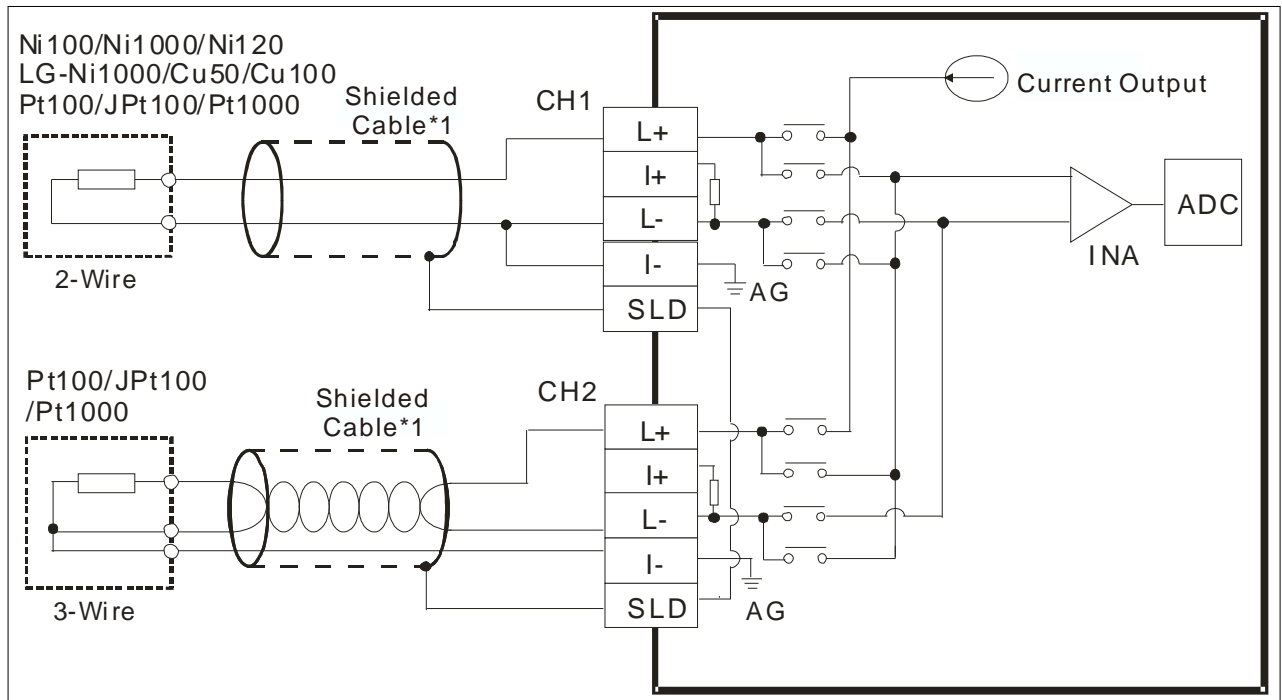 Ni100/Ni1000/Ni120
LG-Ni1000/Cu50/Cu100
Pt100/JPt100/Pt1000
Shielded
Cable*1
2-Wire
CH1
L+
I+
L-
I-
SLD
AG
Current Output
INA
ADC
Pt100/JPt100
/Pt1000
Shielded
Cable*1
3-Wire
CH2
L+
I+
L-
I-
SLD
AG